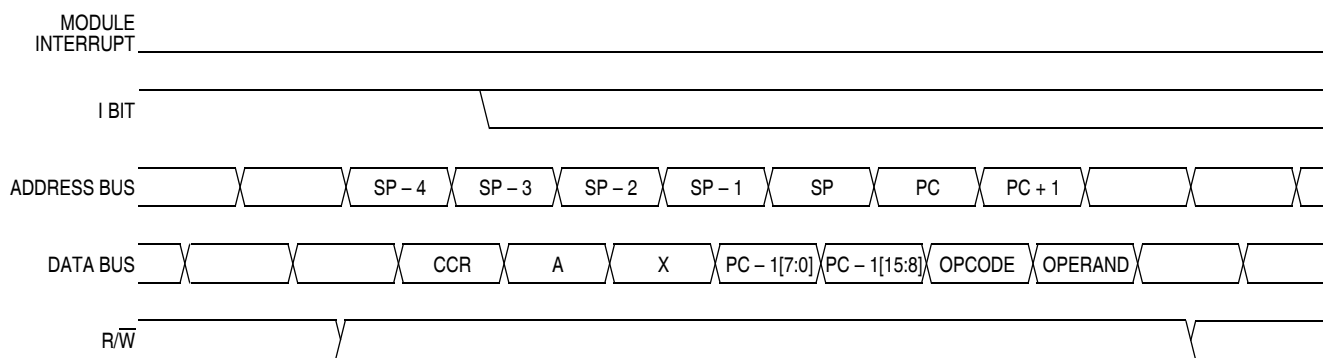 MODULE
INTERRUPT
I BIT
ADDRESS BUS SP – 4 SP – 3 SP – 2 SP – 1 SP PC PC + 1
DATA BUS CCR A X PC – 1[7:0] PC – 1[15:8] OPCODE OPERAND
R/W̅